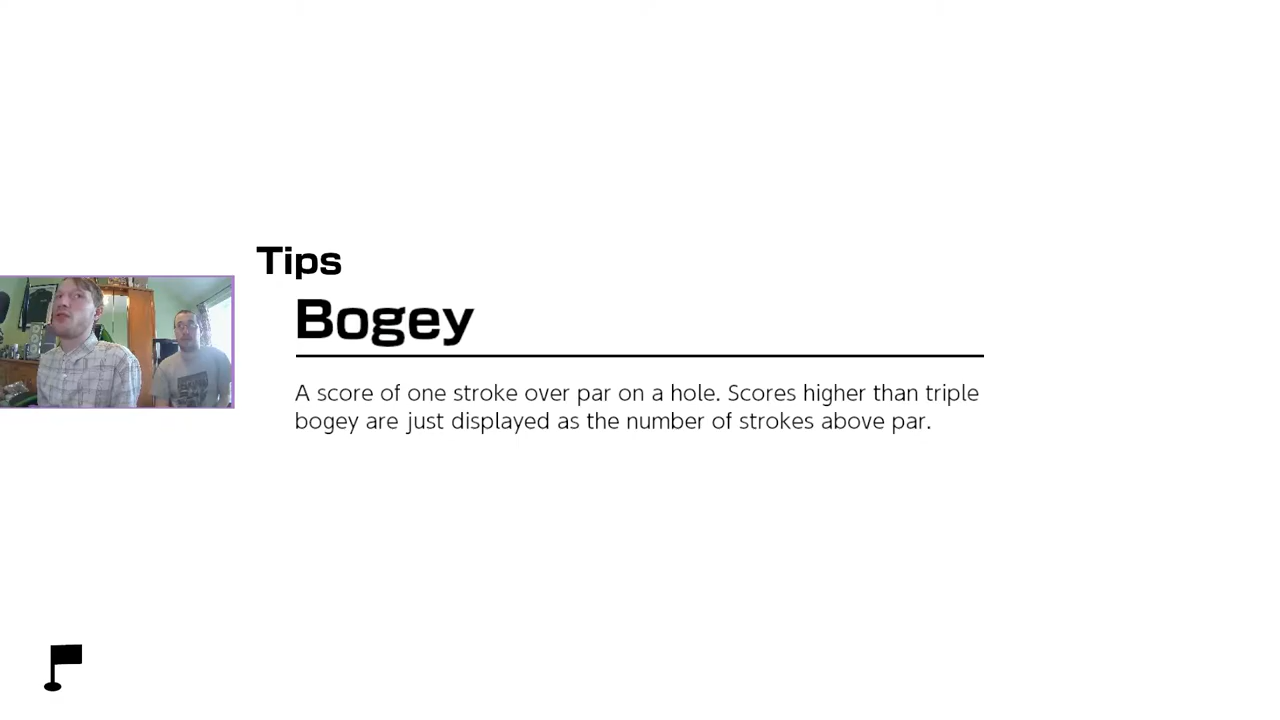 Tips
Bogey
A score of one stroke over par on a hole. Scores higher than triple
bogey are just displayed as the number of strokes above par.